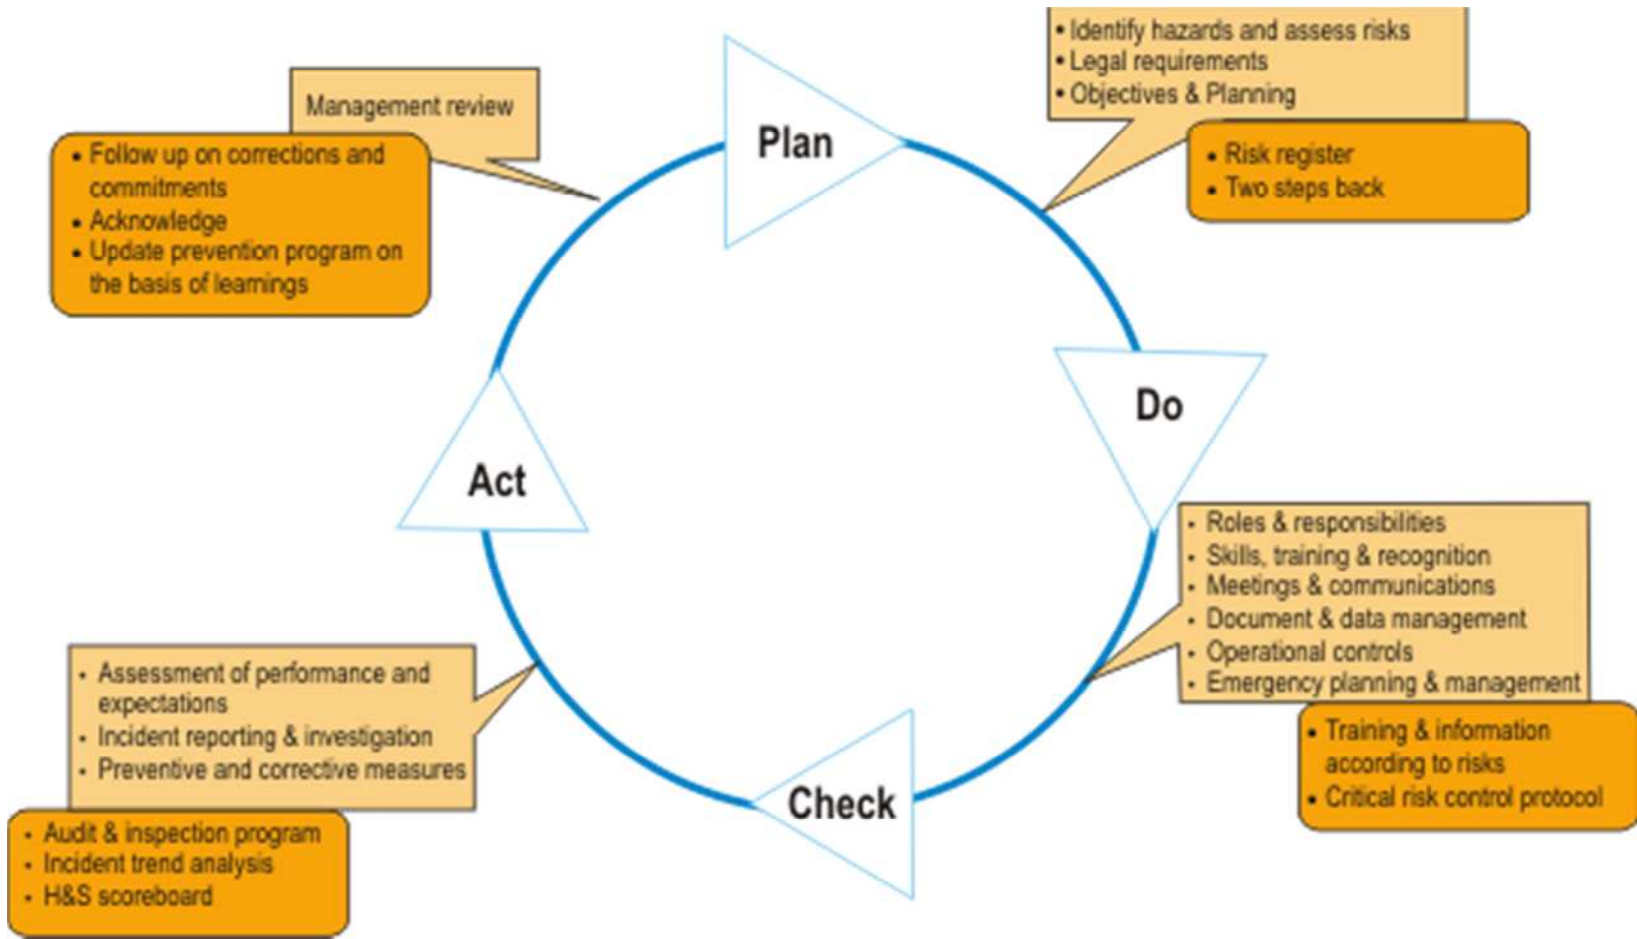 Plan
• Identify hazards and assess risks
• Legal requirements
• Objectives & Planning
• Risk register
• Two steps back
Do
• Roles & responsibilities
• Skills, training & recognition
• Meetings & communications
• Document & data management
• Operational controls
• Emergency planning & management
• Training & information
according to risks
• Critical risk control protocol
Check
• Assessment of performance and
expectations
• Incident reporting & investigation
• Preventive and corrective measures
• Audit & inspection program
• Incident trend analysis
• H&S scoreboard
Act
Management review
• Follow up on corrections and
commitments
• Acknowledge
• Update prevention program on
the basis of learnings